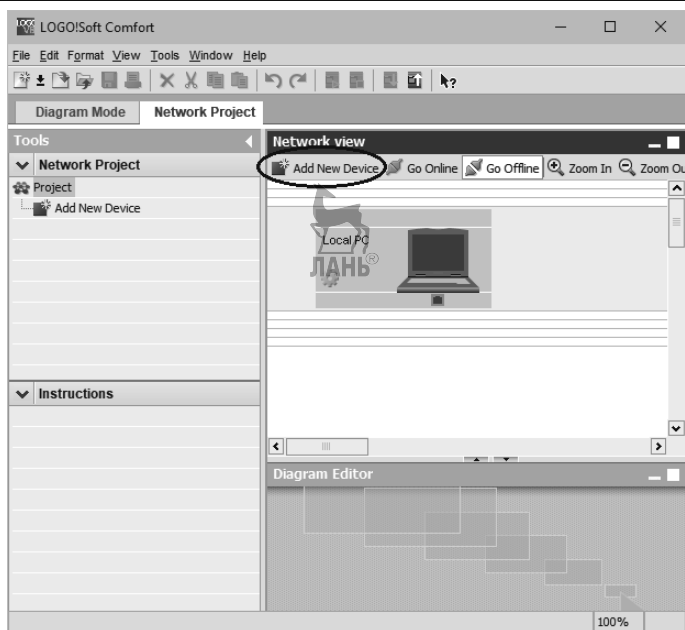 LOGO!Soft Comfort
File Edit Format View Tools Window Help
Diagram Mode Network Project
Tools
Network Project
Project
Add New Device
Instructions
Network view
Add New Device Go Online Go Offline Zoom In Zoom Ou
Local PC
ЛАНЬ®
Diagram Editor
100%